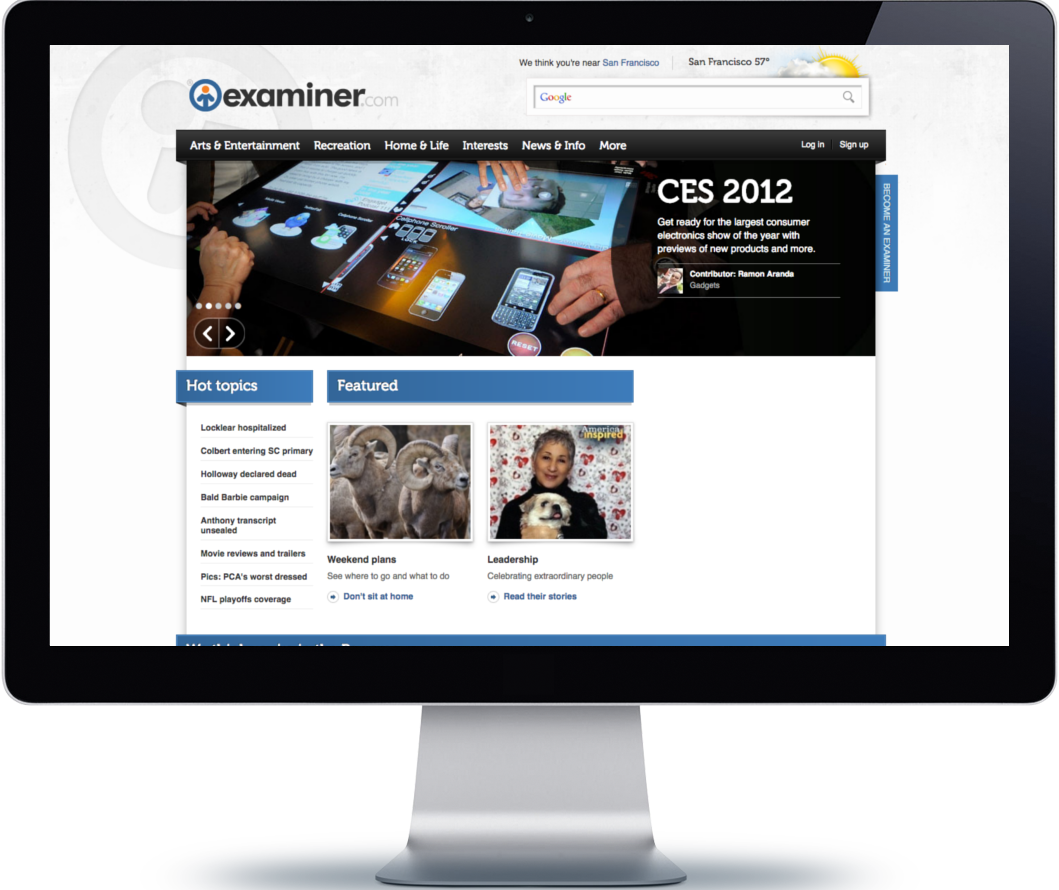 We think you're near San Francisco
San Francisco 57°
examiner.com
Google
Arts & Entertainment Recreation Home & Life Interests News & Info More
Log in Sign up
BECOME AN EXAMINER
Cellphone Scroller
Cellphone Scroller
RESET
CES 2012
Get ready for the largest consumer
electronics show of the year with
previews of new products and more.
Contributor: Ramon Aranda
Gadgets
Hot topics
Locklear hospitalized
Colbert entering SC primary
Holloway declared dead
Bald Barbie campaign
Anthony transcript
unsealed
Movie reviews and trailers
Pics: PCA's worst dressed
NFL playoffs coverage
Featured
Weekend plans
See where to go and what to do
Don't sit at home
America
inspired
Leadership
Celebrating extraordinary people
Read their stories